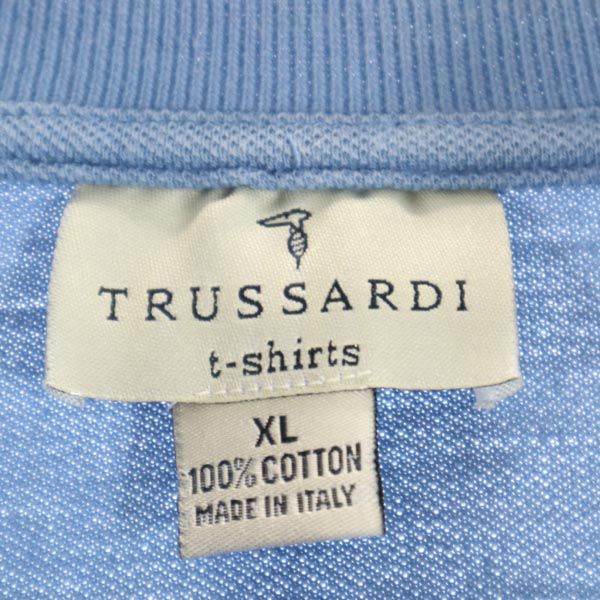 TRUSSARDI
t-shirts
XL
100% COTTON
MADE IN ITALY